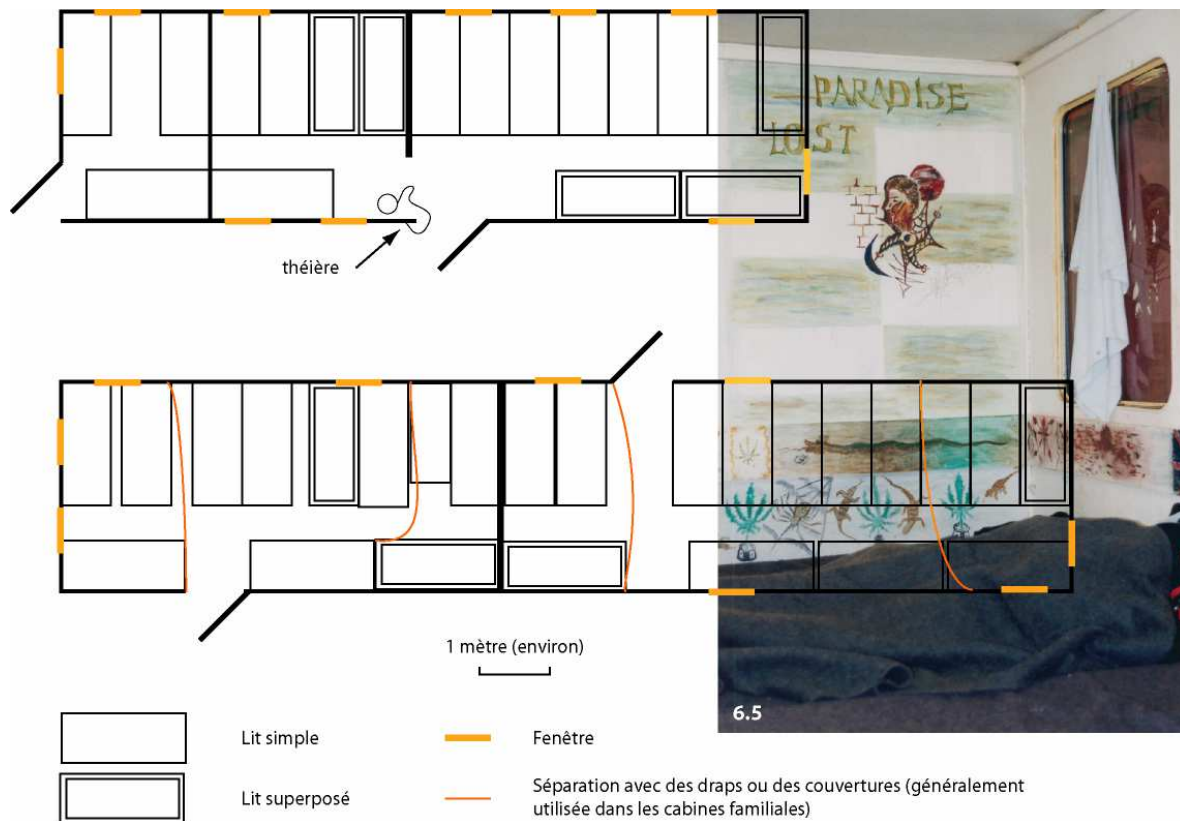 PARADISE
LOST
théière
1 mètre (environ)
6.5
Lit simple
Fenêtre
Lit superposé
Séparation avec des draps ou des couvertures (généralement
utilisée dans les cabines familiales)